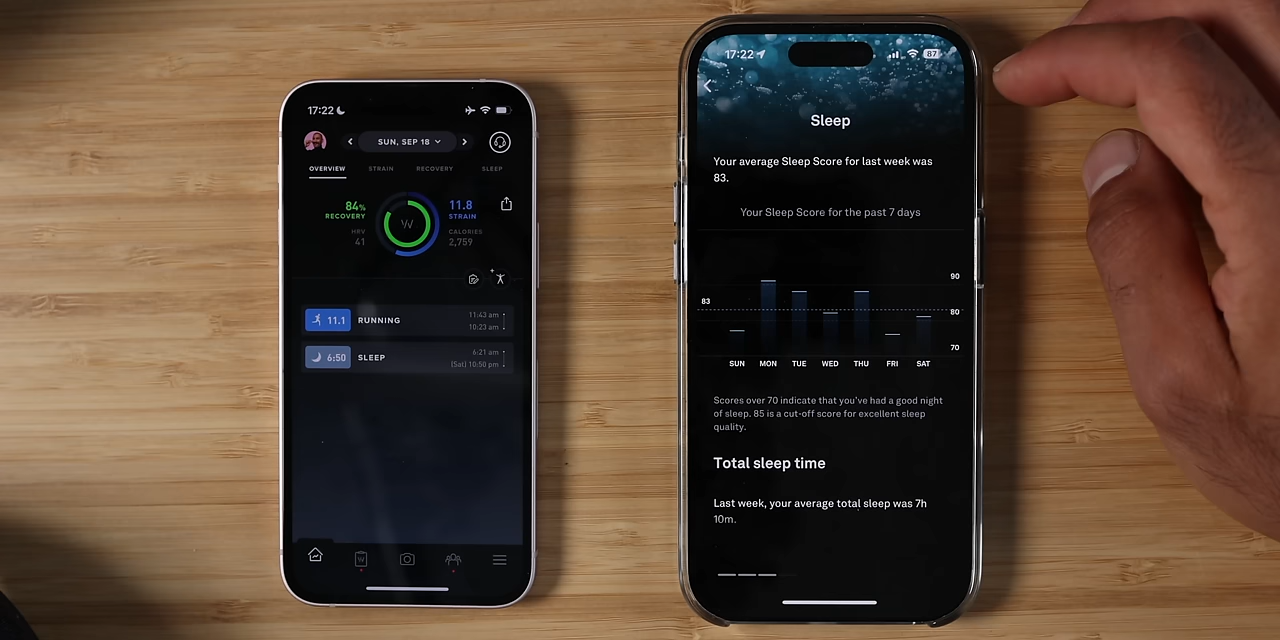 17:22
SUN, SEP 18
OVERVIEW STRAIN RECOVERY SLEEP
84% 11.8
RECOVERY STRAIN
HRV CALORIES
41 2,759
W
11.1 RUNNING 11:43 am
10:23 am
6:50 SLEEP 6:21 am
(Sat) 10:50 pm
17:22 87
Sleep
Your average Sleep Score for last week was
83.
Your Sleep Score for the past 7 days
90
83
80
70
SUN MON TUE WED THU FRI SAT
Scores over 70 indicate that you've had a good night
of sleep. 85 is a cut-off score for excellent sleep
quality.
Total sleep time
Last week, your average total sleep was 7h
10m.